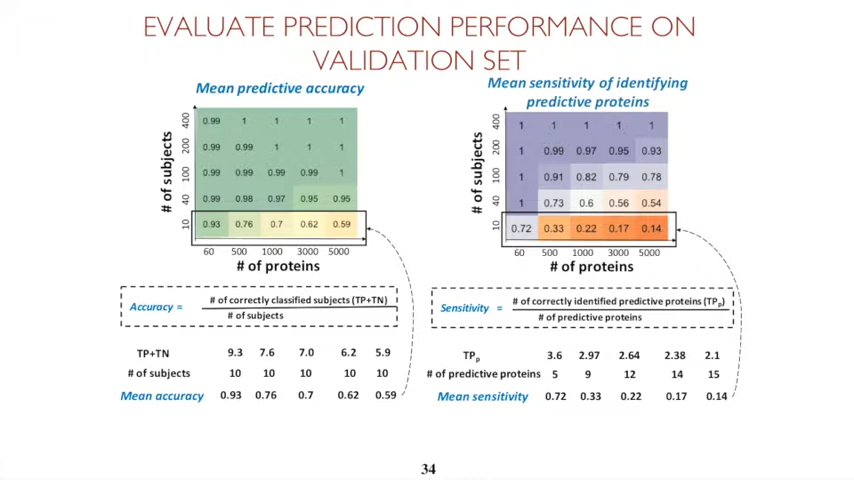 EVALUATE PREDICTION PERFORMANCE ON
VALIDATION SET
Mean predictive accuracy
# of subjects
400 0.99 1 1 1 1
200 0.99 0.99 1 1 1
100 0.99 0.99 0.99 0.99 1
40 0.99 0.98 0.97 0.95 0.95
10 0.93 0.76 0.7 0.62 0.59
60 500 1000 3000 5000
# of proteins
Accuracy = # of correctly classified subjects (TP+TN)
# of subjects
TP+TN 9.3 7.6 7.0 6.2 5.9
# of subjects 10 10 10 10 10
Mean accuracy 0.93 0.76 0.7 0.62 0.59
Mean sensitivity of identifying
predictive proteins
# of subjects
400 1 1 1 1 1
200 1 0.99 0.97 0.95 0.93
100 1 0.91 0.82 0.79 0.78
40 1 0.73 0.6 0.56 0.54
10 0.72 0.33 0.22 0.17 0.14
60 500 1000 3000 5000
# of proteins
Sensitivity = # of correctly identified predictive proteins (TPp)
# of predictive proteins
TPp 3.6 2.97 2.64 2.38 2.1
# of predictive proteins 5 9 12 14 15
Mean sensitivity 0.72 0.33 0.22 0.17 0.14
34